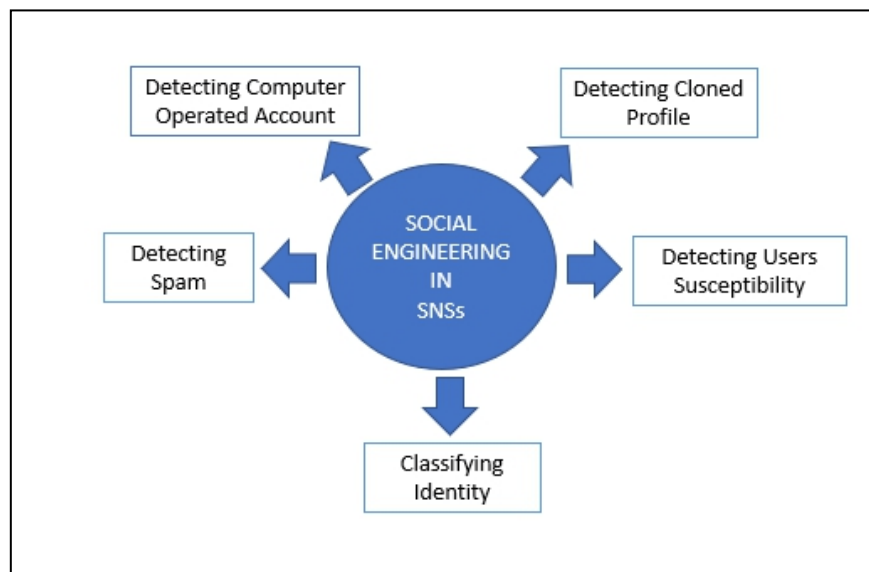 Detecting Computer
Operated Account
Detecting Cloned
Profile
SOCIAL
ENGINEERING
IN
SNSs
Detecting
Spam
Detecting Users
Susceptibility
Classifying
Identity